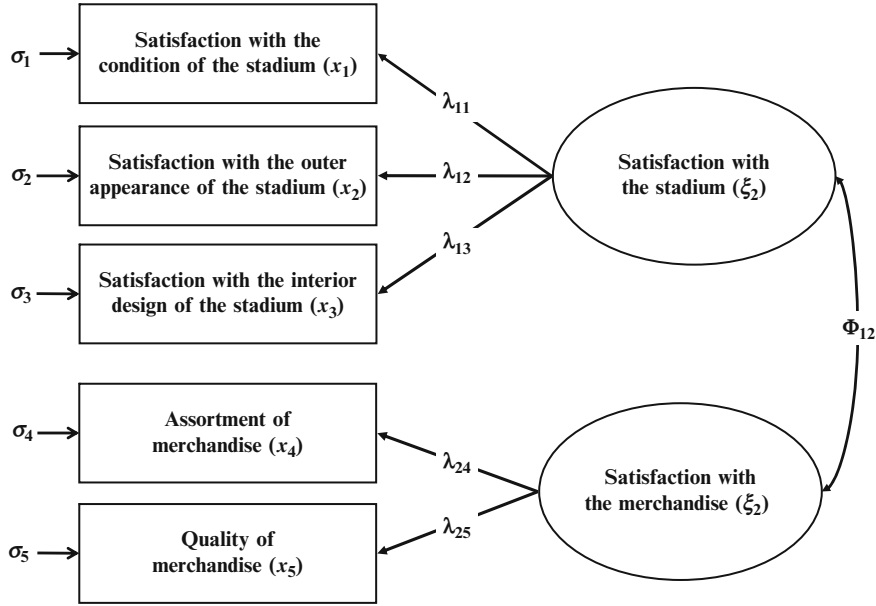 σ1
Satisfaction with the
condition of the stadium (x1)
λ11
σ2
Satisfaction with the outer
appearance of the stadium (x2)
λ12
Satisfaction with
the stadium (ξ2)
λ13
σ3
Satisfaction with the interior
design of the stadium (x3)
Φ12
σ4
Assortment of
merchandise (x4)
λ24
Satisfaction with
the merchandise (ξ2)
λ25
σ5
Quality of
merchandise (x5)